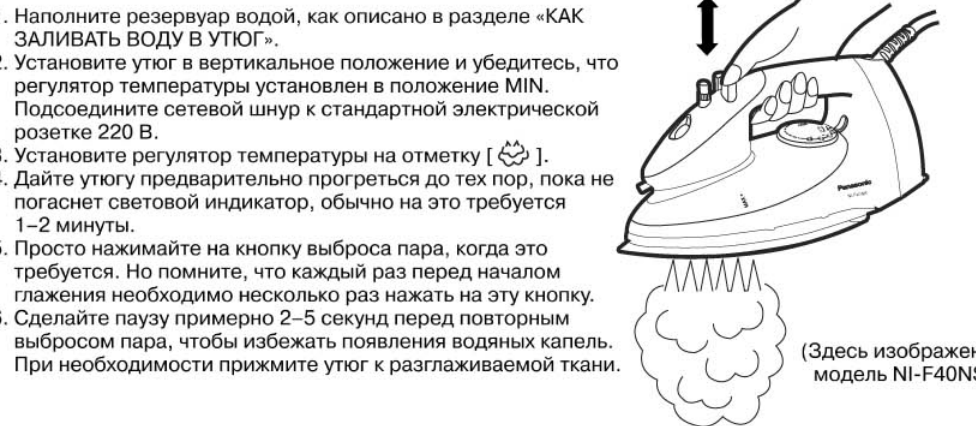 . Наполните резервуар водой, как описано в разделе «КАК
ЗАЛИВАТЬ ВОДУ В УТЮГ».
2. Установите утюг в вертикальное положение и убедитесь, что
регулятор температуры установлен в положение MIN.
Подсоедините сетевой шнур к стандартной электрической
розетке 220 В.
3. Установите регулятор температуры на отметку [ ].
4. Дайте утюгу предварительно прогреться до тех пор, пока не
погаснет световой индикатор, обычно на это требуется
1–2 минуты.
5. Просто нажимайте на кнопку выброса пара, когда это
требуется. Но помните, что каждый раз перед началом
глажения необходимо несколько раз нажать на эту кнопку.
6. Сделайте паузу примерно 2–5 секунд перед повторным
выбросом пара, чтобы избежать появления водяных капель.
При необходимости прижмите утюг к разглаживаемой ткани.
Panasonic
MAX
(Здесь изображен
модель NI-F40NS